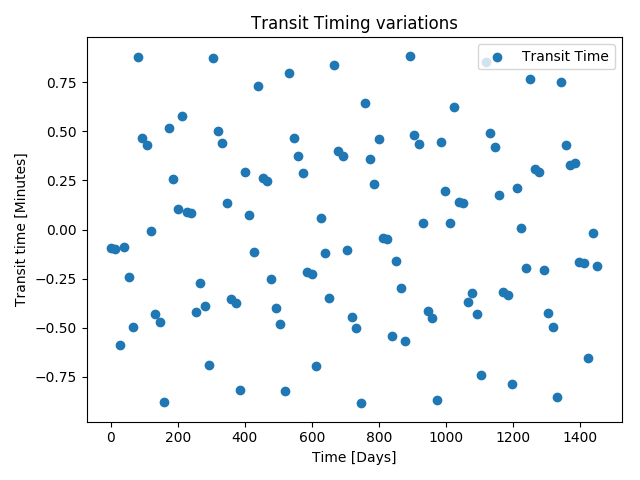 Transit Timing variations
Transit Time
0.75
0.50
0.25
0.00
−0.25
−0.50
−0.75
Transit time [Minutes]
0 200 400 600 800 1000 1200 1400
Time [Days]